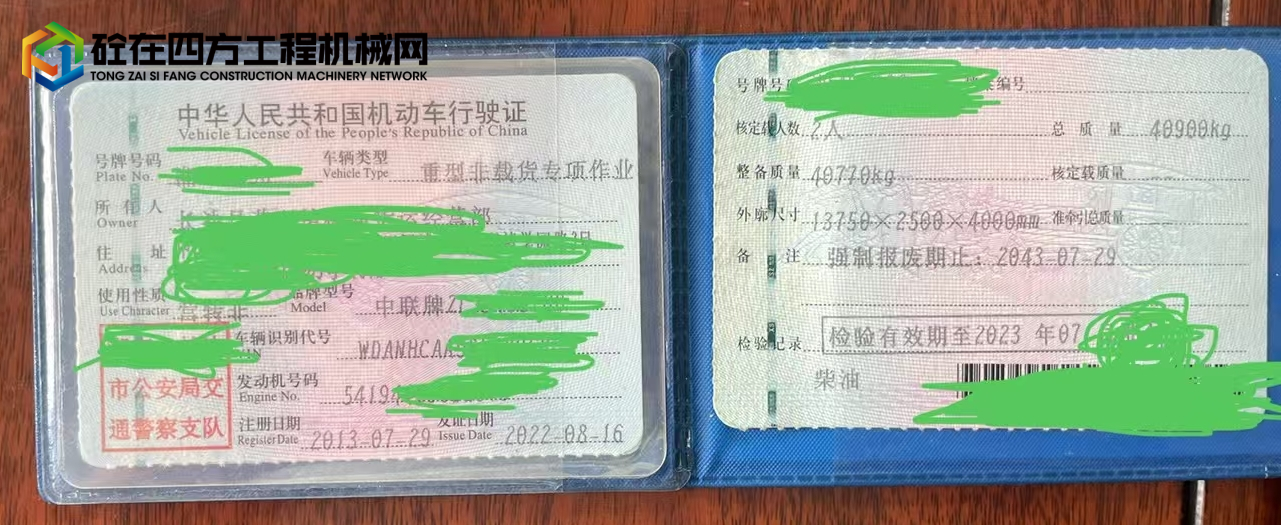 砼在四方工程机械网
TONG ZAI SI FANG CONSTRUCTION MACHINERY NETWORK
中华人民共和国机动车行驶证
Vehicle License of the People's Republic of China
号牌号码
Plate No.
车辆类型
Vehicle Type
重型非载货专项作业
所有人
Owner
经营部
住址
Address
使用性质
Use Character
品牌型号
Model
中联牌Z
车辆识别代号
VIN
WDANHCAA
发动机号码
Engine No.
54194
市公安局交
通警察支队
注册日期
Register Date
2013-07-29
发证日期
Issue Date
2022-08-16
号牌号
编号
核定载人数 2人
总质量 40900kg
整备质量 40770kg
核定载质量
外廓尺寸 13750×2500×4000mm
准牵引总质量
备注 强制报废期止：2043-07-29
检验记录
检验有效期至2023 年07
柴油